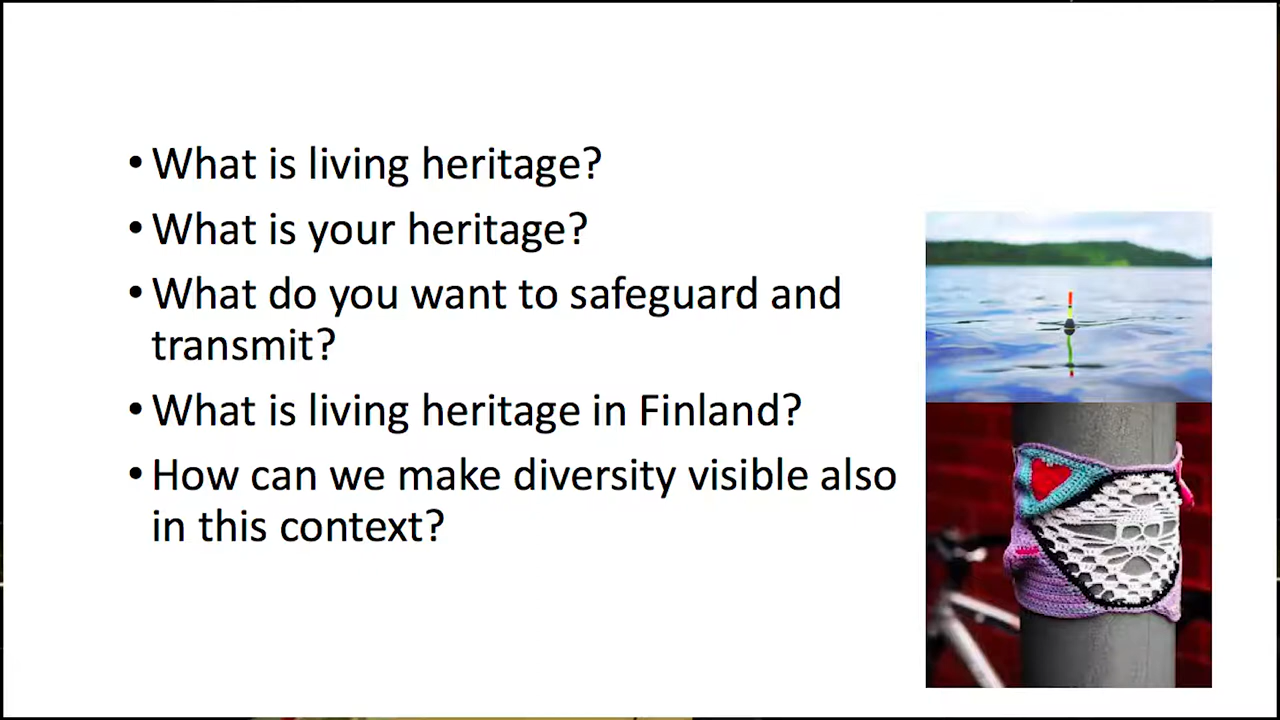 • What is living heritage?
• What is your heritage?
• What do you want to safeguard and
transmit?
• What is living heritage in Finland?
• How can we make diversity visible also
in this context?